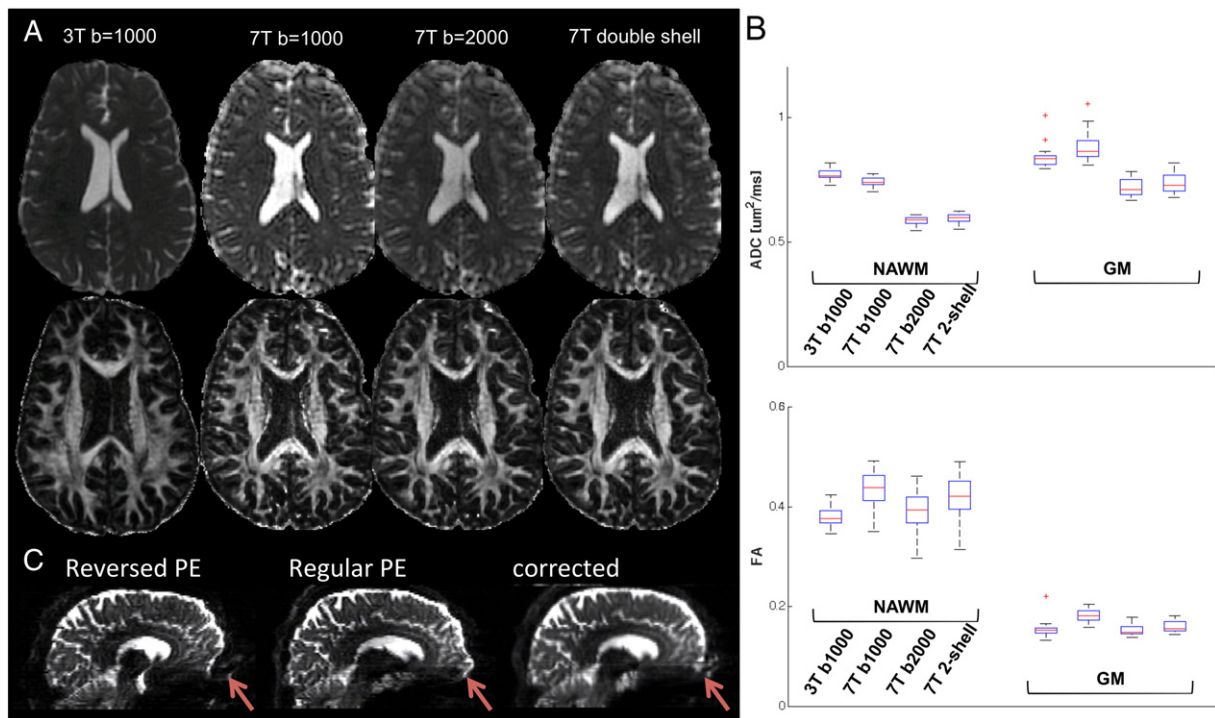 A
3T b=1000
7T b=1000
7T b=2000
7T double shell
C
Reversed PE
Regular PE
corrected
B
ADC [um²/ms]
1
0.5
0
NAWM
GM
3T b1000
7T b1000
7T b2000
7T 2-shell
FA
0.6
0.4
0.2
0
NAWM
GM
3T b1000
7T b1000
7T b2000
7T 2-shell